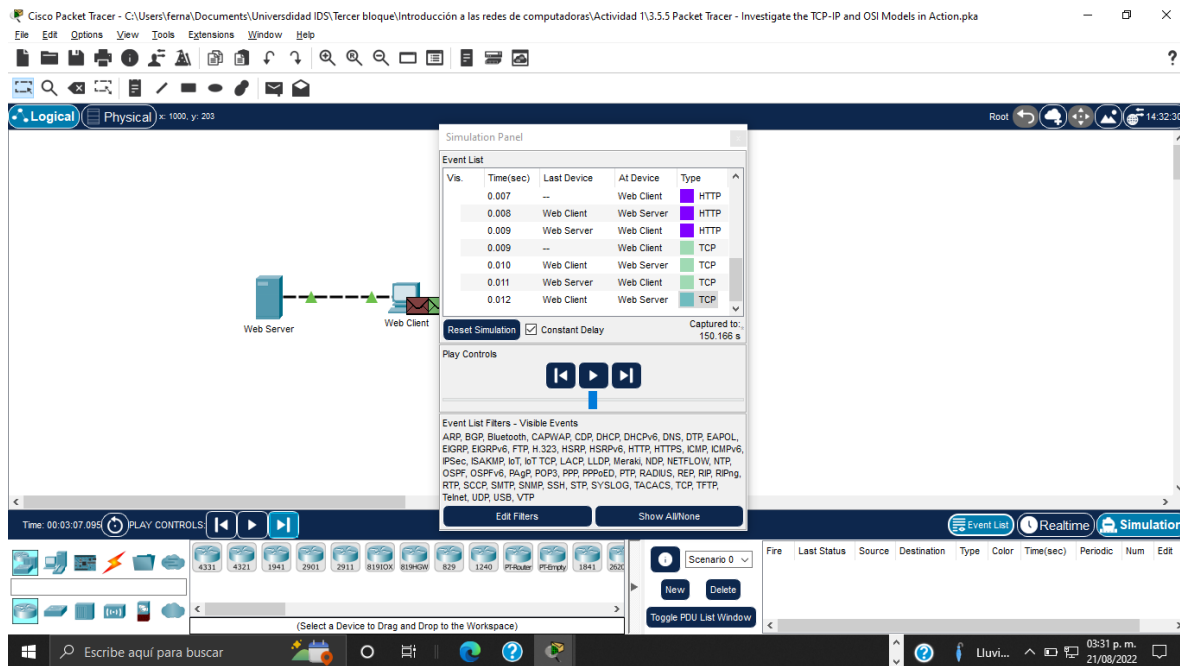 Cisco Packet Tracer - C:\Users\ferna\Documents\Universdidad IDS\Tercer bloque\Introducción a las redes de computadoras\Actividad 1\3.5.5 Packet Tracer - Investigate the TCP-IP and OSI Models in Action.pka
File Edit Options View Tools Extensions Window Help
Logical Physical x: 1000, y: 203 Root 14:32:30
Simulation Panel
Event List
Vis. Time(sec) Last Device At Device Type
0.007 -- Web Client HTTP
0.008 Web Client Web Server HTTP
0.009 Web Server Web Client HTTP
0.009 -- Web Client TCP
0.010 Web Client Web Server TCP
0.011 Web Server Web Client TCP
0.012 Web Client Web Server TCP
Web Server Web Client
Reset Simulation Constant Delay Captured to:
150.166 s
Play Controls
Event List Filters - Visible Events
ARP, BGP, Bluetooth, CAPWAP, CDP, DHCP, DHCPv6, DNS, DTP, EAPOL,
EIGRP, EIGRPv6, FTP, H.323, HSRP, HSRPv6, HTTP, HTTPS, ICMP, ICMPv6,
IPSec, ISAKMP, IoT, IoT TCP, LACP, LLDP, Meraki, NDP, NETFLOW, NTP,
OSPF, OSPFv6, PAgP, POP3, PPP, PPPoED, PTP, RADIUS, REP, RIP, RIPng,
RTP, SCCP, SMTP, SNMP, SSH, STP, SYSLOG, TACACS, TCP, TFTP,
Telnet, UDP, USB, VTP
Edit Filters Show All/None
Time: 00:03:07.095 PLAY CONTROLS: Event List Realtime Simulation
4331 4321 1941 2901 2911 819IOX 819HGW 829 1240 PT-Router PT-Empty 1841 262
Scenario 0
Fire Last Status Source Destination Type Color Time(sec) Periodic Num Edit
New Delete
Toggle PDU List Window
(Select a Device to Drag and Drop to the Workspace)
Escribe aquí para buscar
Lluvi...
03:31 p. m.
21/08/2022